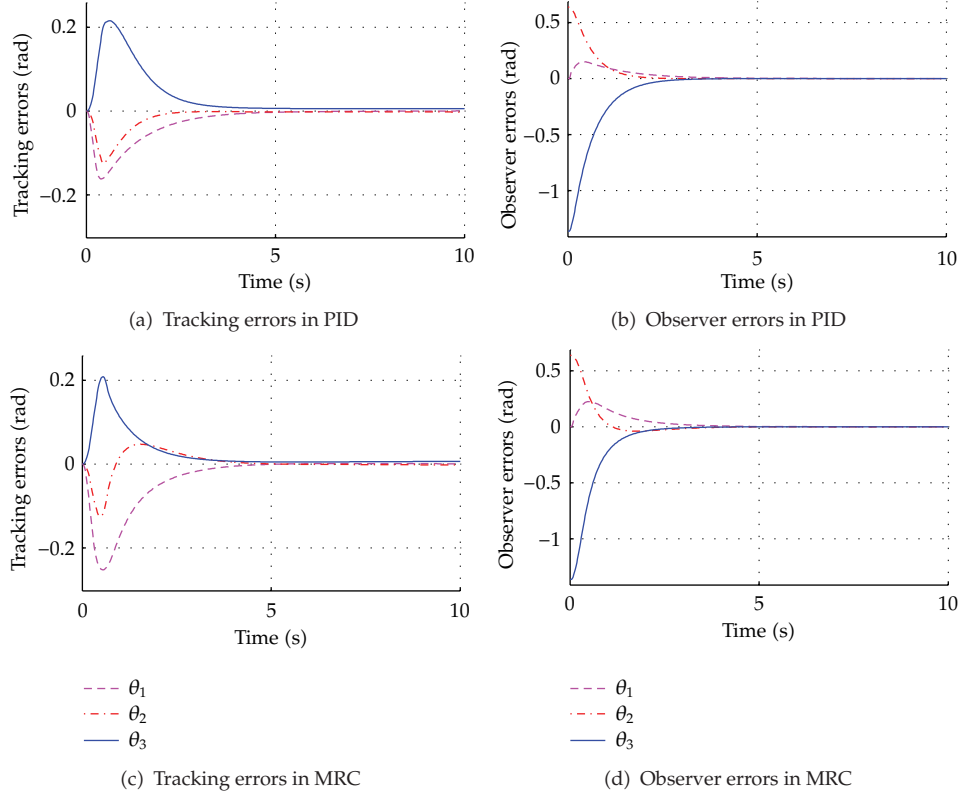 Tracking errors (rad)
0.2
0
−0.2
0
5
10
Time (s)
(a) Tracking errors in PID
Observer errors (rad)
0.5
0
−0.5
−1
0
5
10
Time (s)
(b) Observer errors in PID
Tracking errors (rad)
0.2
0
−0.2
0
5
10
Time (s)
θ1
θ2
θ3
(c) Tracking errors in MRC
Observer errors (rad)
0.5
0
−0.5
−1
0
5
10
Time (s)
θ1
θ2
θ3
(d) Observer errors in MRC